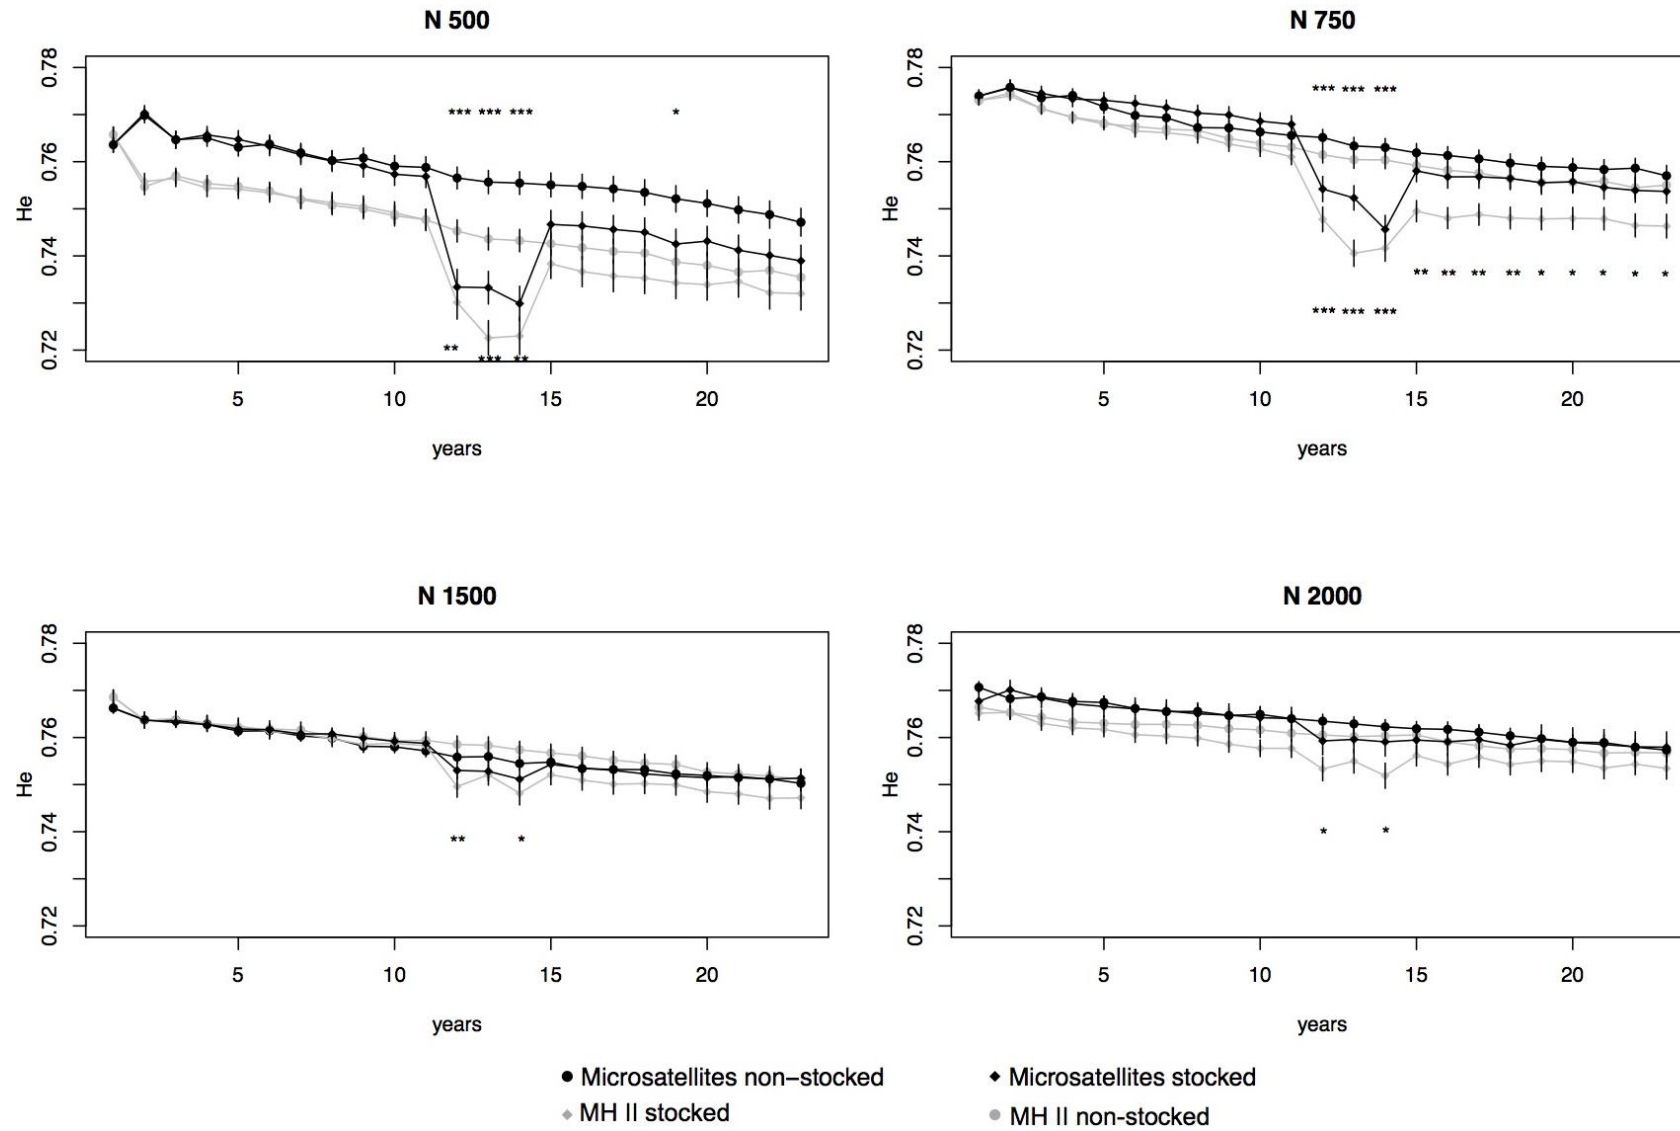 N 500
0.78
0.76
0.74
0.72
He
*** *** *** *
** *** **
5 10 15 20
years
N 750
0.78
0.76
0.74
0.72
He
*** *** ***
** ** ** ** * * * * *
*** *** ***
5 10 15 20
years
N 1500
0.78
0.76
0.74
0.72
He
** *
5 10 15 20
years
N 2000
0.78
0.76
0.74
0.72
He
* *
5 10 15 20
years
Microsatellites non−stocked
Microsatellites stocked
MH II stocked
MH II non-stocked